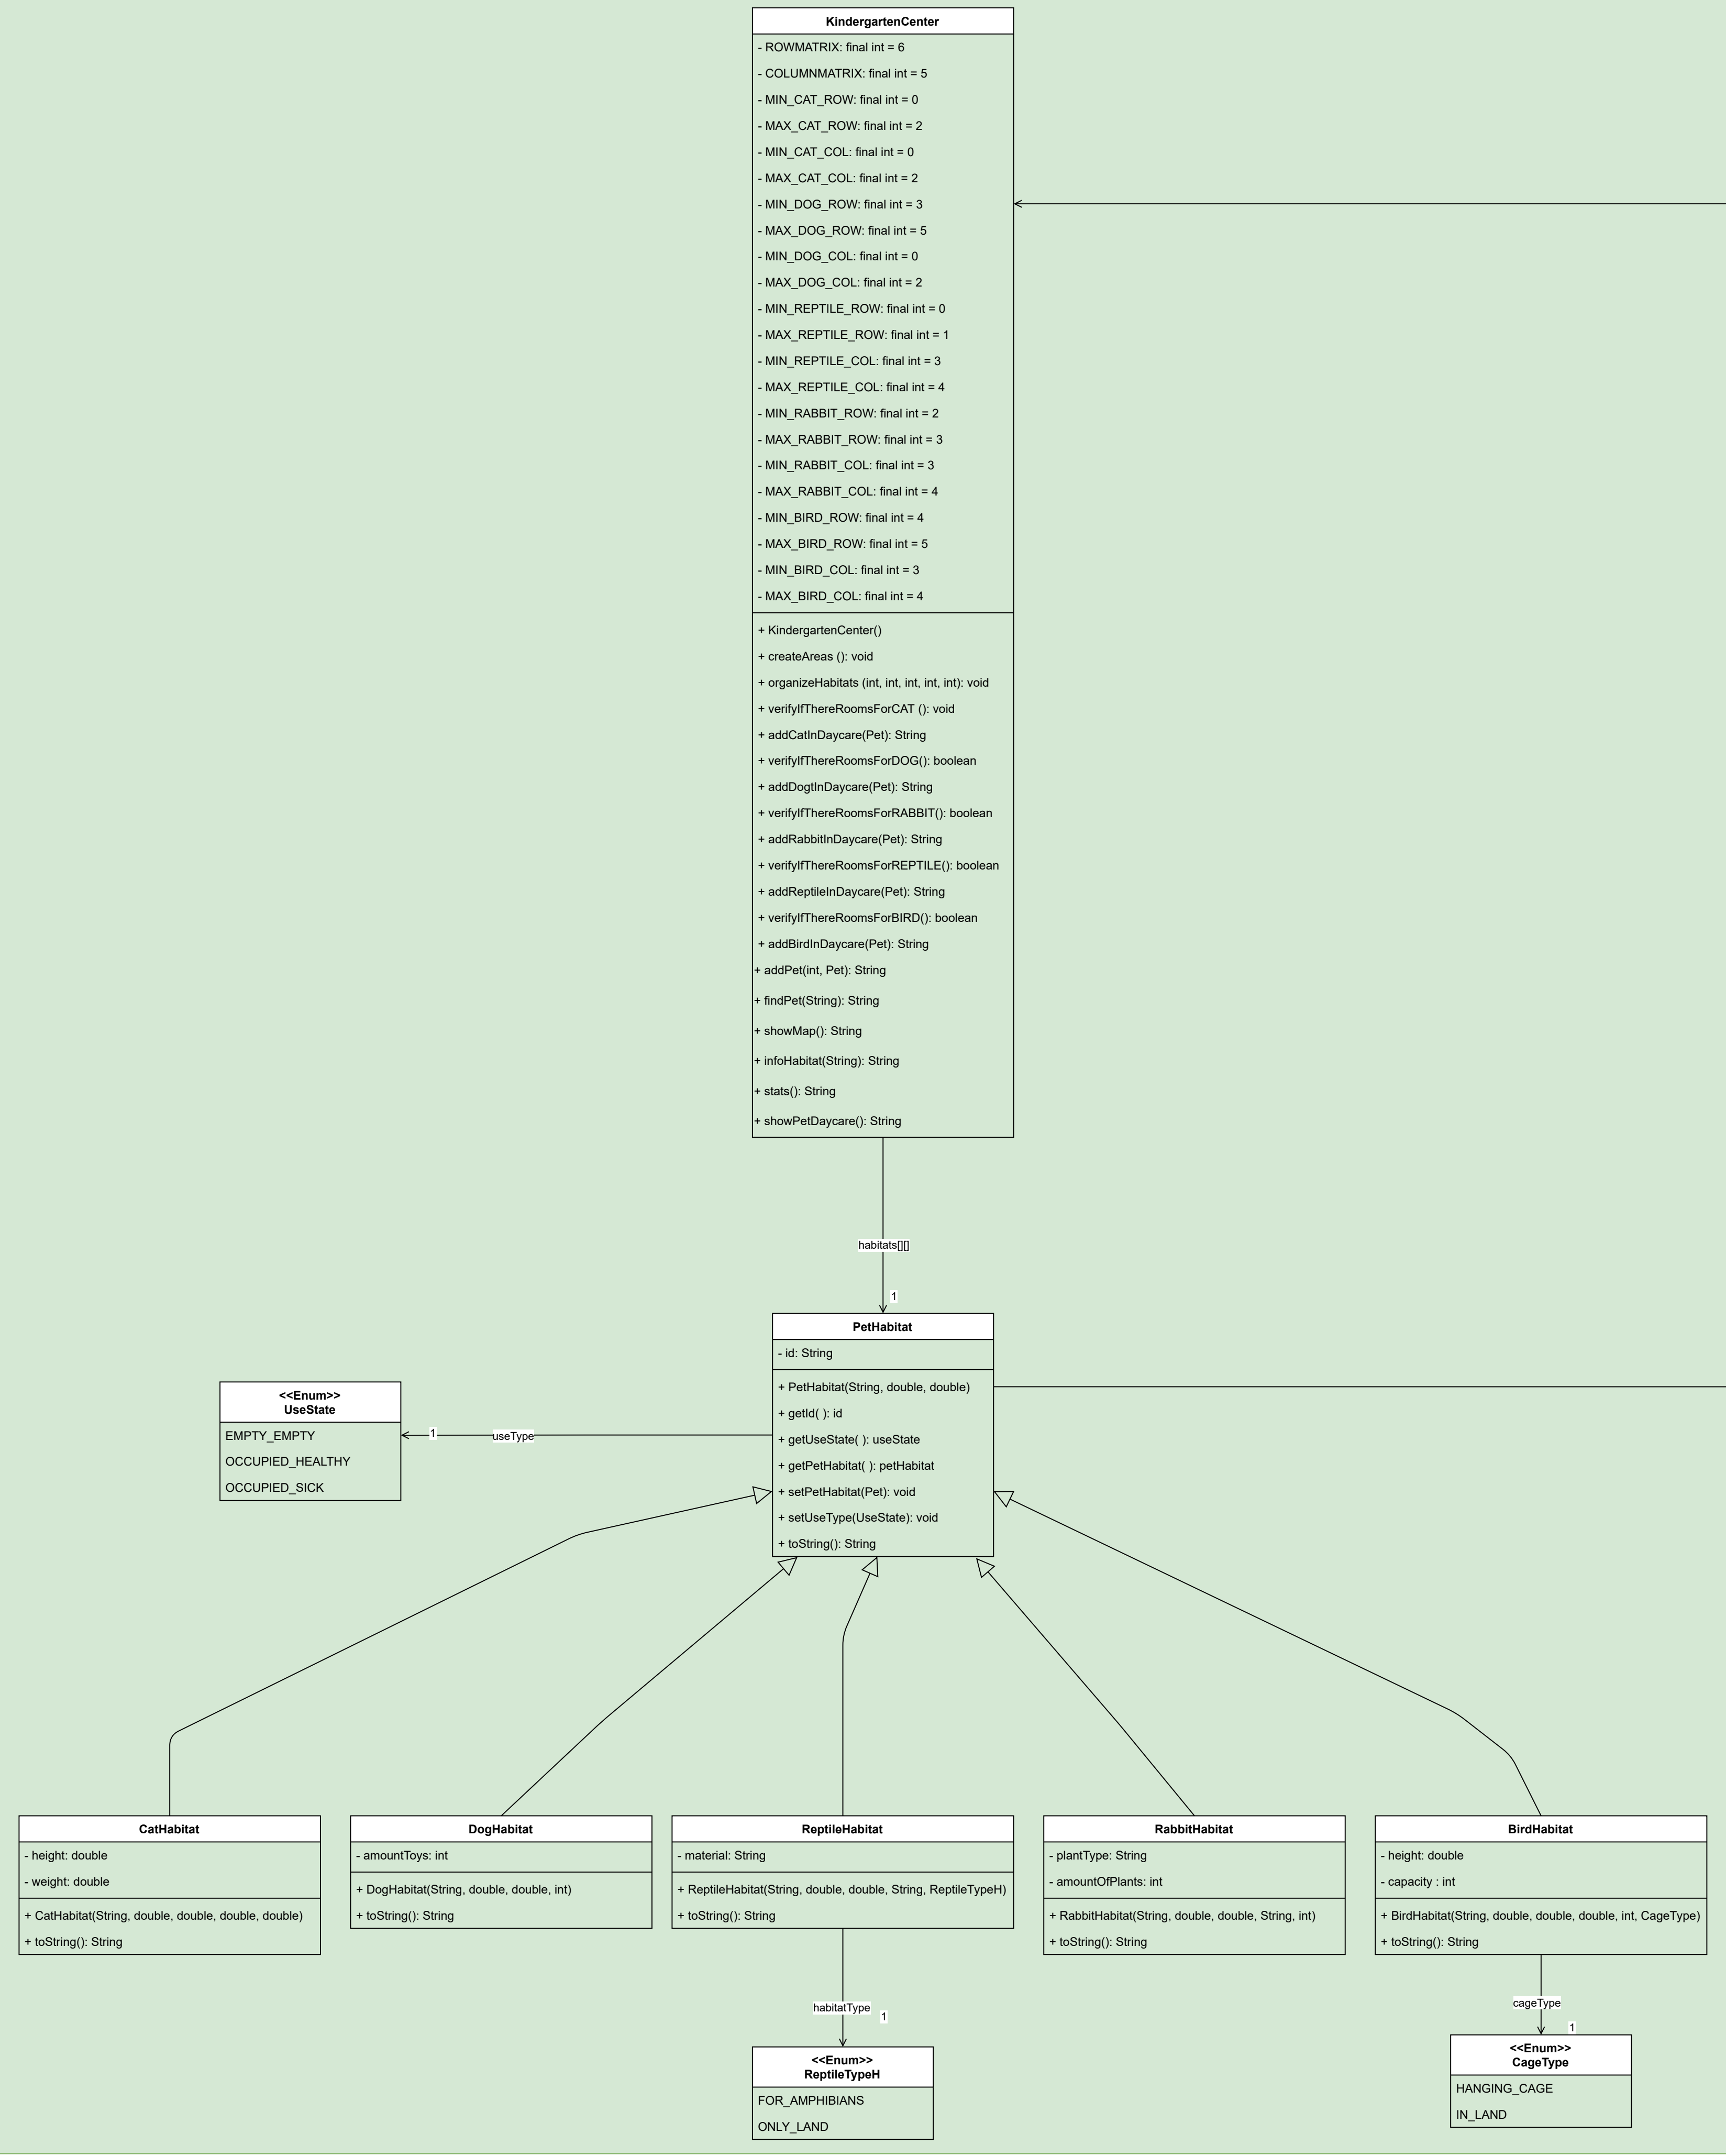 KindergartenCenter
- ROWMATRIX: final int = 6
- COLUMNMATRIX: final int = 5
- MIN_CAT_ROW: final int = 0
- MAX_CAT_ROW: final int = 2
- MIN_CAT_COL: final int = 0
- MAX_CAT_COL: final int = 2
- MIN_DOG_ROW: final int = 3
- MAX_DOG_ROW: final int = 5
- MIN_DOG_COL: final int = 0
- MAX_DOG_COL: final int = 2
- MIN_REPTILE_ROW: final int = 0
- MAX_REPTILE_ROW: final int = 1
- MIN_REPTILE_COL: final int = 3
- MAX_REPTILE_COL: final int = 4
- MIN_RABBIT_ROW: final int = 2
- MAX_RABBIT_ROW: final int = 3
- MIN_RABBIT_COL: final int = 3
- MAX_RABBIT_COL: final int = 4
- MIN_BIRD_ROW: final int = 4
- MAX_BIRD_ROW: final int = 5
- MIN_BIRD_COL: final int = 3
- MAX_BIRD_COL: final int = 4
+ KindergartenCenter()
+ createAreas (): void
+ organizeHabitats (int, int, int, int, int): void
+ verifyIfThereRoomsForCAT (): void
+ addCatInDaycare(Pet): String
+ verifyIfThereRoomsForDOG(): boolean
+ addDogtInDaycare(Pet): String
+ verifyIfThereRoomsForRABBIT(): boolean
+ addRabbitInDaycare(Pet): String
+ verifyIfThereRoomsForREPTILE(): boolean
+ addReptileInDaycare(Pet): String
+ verifyIfThereRoomsForBIRD(): boolean
+ addBirdInDaycare(Pet): String
+ addPet(int, Pet): String
+ findPet(String): String
+ showMap(): String
+ infoHabitat(String): String
+ stats(): String
+ showPetDaycare(): String
habitats[][]
1
PetHabitat
- id: String
+ PetHabitat(String, double, double)
+ getId( ): id
+ getUseState( ): useState
+ getPetHabitat( ): petHabitat
+ setPetHabitat(Pet): void
+ setUseType(UseState): void
+ toString(): String
useType
1
<<Enum>>
UseState
EMPTY_EMPTY
OCCUPIED_HEALTHY
OCCUPIED_SICK
CatHabitat
- height: double
- weight: double
+ CatHabitat(String, double, double, double, double)
+ toString(): String
DogHabitat
- amountToys: int
+ DogHabitat(String, double, double, int)
+ toString(): String
ReptileHabitat
- material: String
+ ReptileHabitat(String, double, double, String, ReptileTypeH)
+ toString(): String
RabbitHabitat
- plantType: String
- amountOfPlants: int
+ RabbitHabitat(String, double, double, String, int)
+ toString(): String
BirdHabitat
- height: double
- capacity : int
+ BirdHabitat(String, double, double, double, int, CageType)
+ toString(): String
habitatType
1
<<Enum>>
ReptileTypeH
FOR_AMPHIBIANS
ONLY_LAND
cageType
1
<<Enum>>
CageType
HANGING_CAGE
IN_LAND